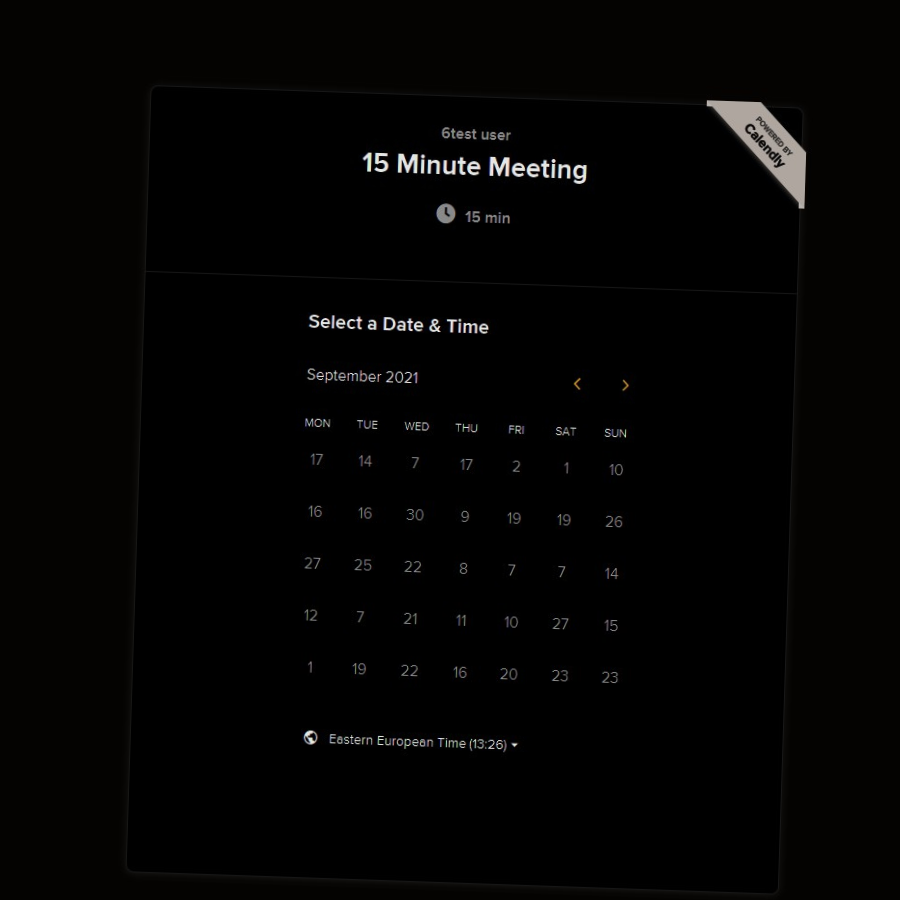 6test user
POWERED BY
Calendly
15 Minute Meeting
15 min
Select a Date & Time
September 2021
MON TUE WED THU FRI SAT SUN
17 14 7 17 2 1 10
16 16 30 9 19 19 26
27 25 22 8 7 7 14
12 7 21 11 10 27 15
1 19 22 16 20 23 23
Eastern European Time (13:26)